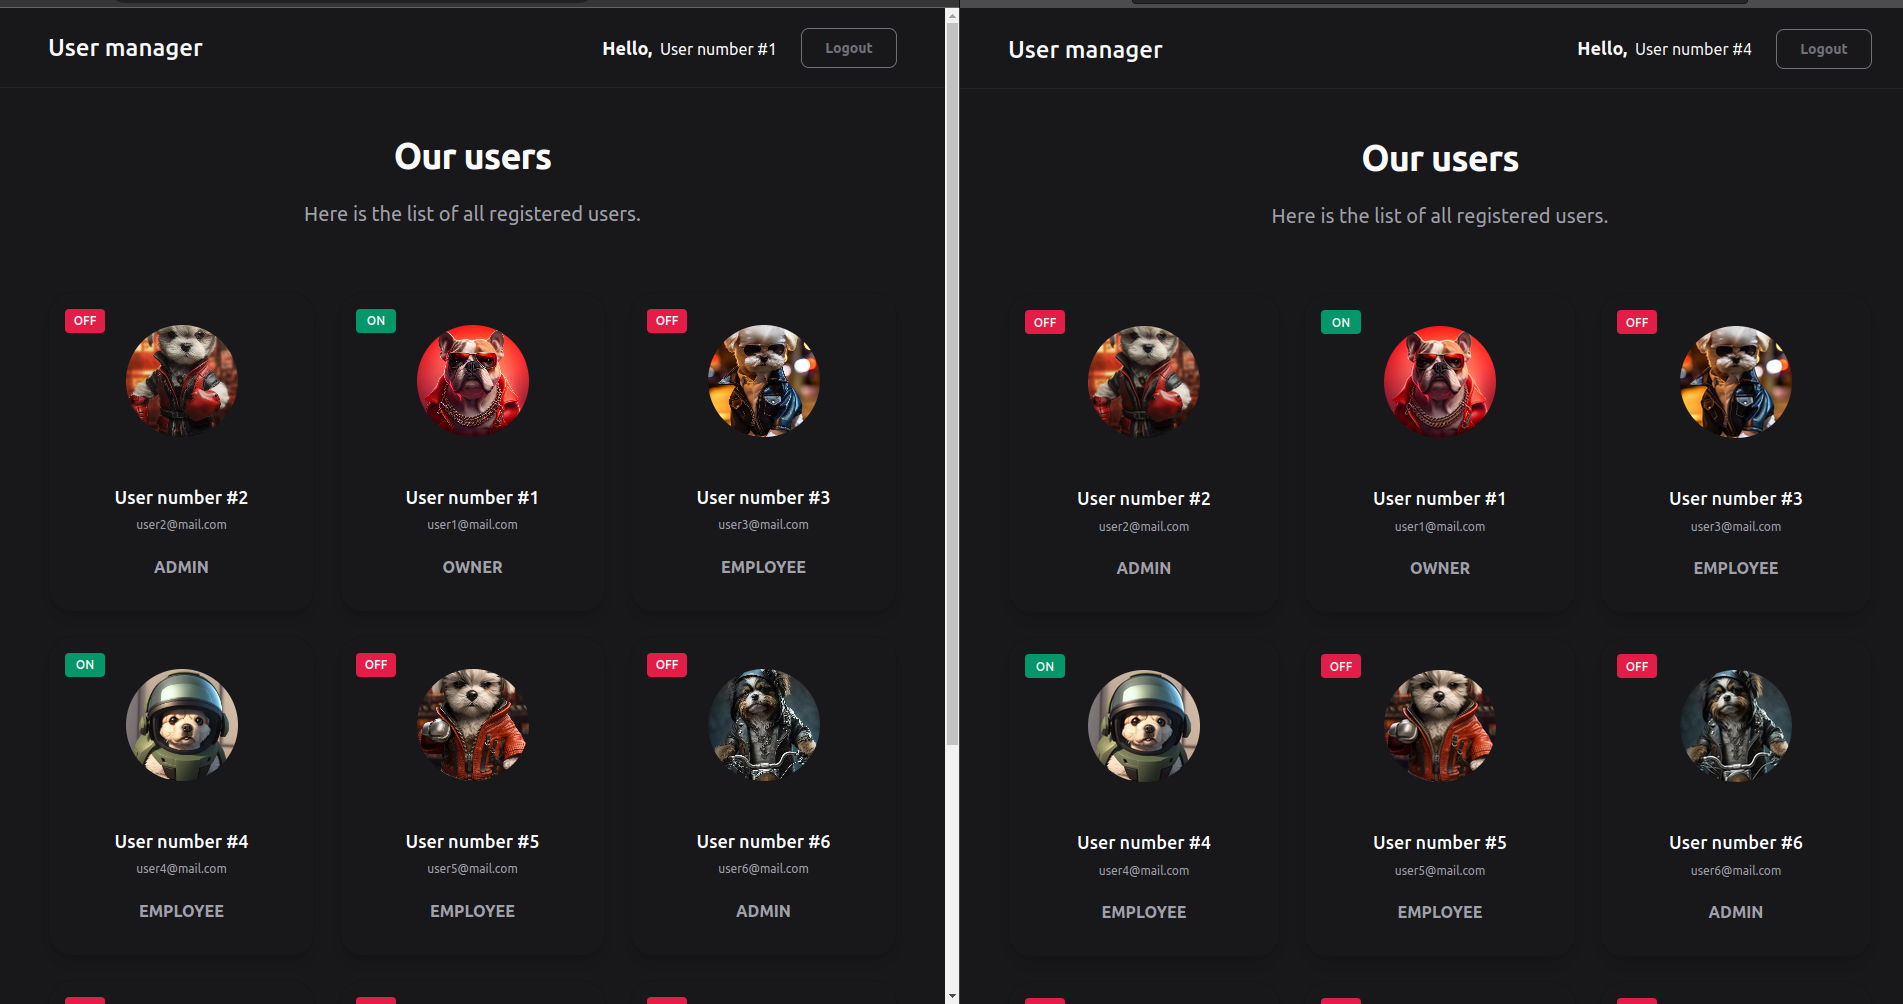 User manager
Hello, User number #1
Logout
Our users
Here is the list of all registered users.
OFF
ON
OFF
User number #2
User number #1
User number #3
user2@mail.com
user1@mail.com
user3@mail.com
ADMIN
OWNER
EMPLOYEE
ON
OFF
OFF
User number #4
User number #5
User number #6
user4@mail.com
user5@mail.com
user6@mail.com
EMPLOYEE
EMPLOYEE
ADMIN
User manager
Hello, User number #4
Logout
Our users
Here is the list of all registered users.
OFF
ON
OFF
User number #2
User number #1
User number #3
user2@mail.com
user1@mail.com
user3@mail.com
ADMIN
OWNER
EMPLOYEE
ON
OFF
OFF
User number #4
User number #5
User number #6
user4@mail.com
user5@mail.com
user6@mail.com
EMPLOYEE
EMPLOYEE
ADMIN